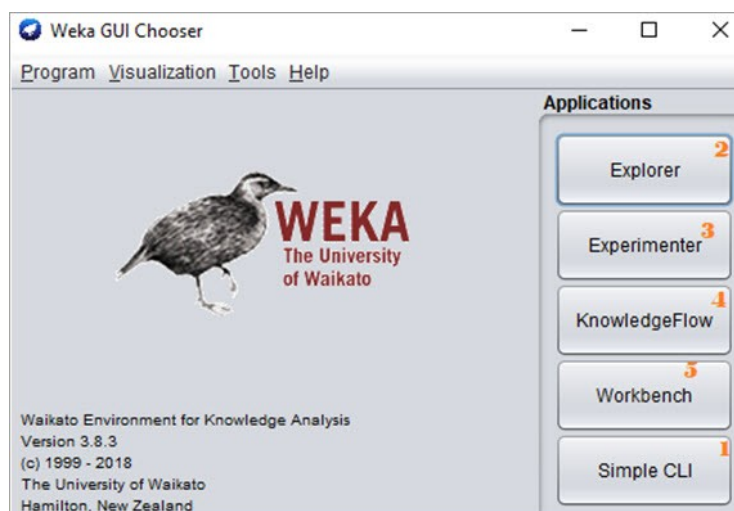 Weka GUI Chooser
Program Visualization Tools Help
Applications
WEKA
The University
of Waikato
2
Explorer
3
Experimenter
4
KnowledgeFlow
5
Workbench
1
Simple CLI
Waikato Environment for Knowledge Analysis
Version 3.8.3
(c) 1999 - 2018
The University of Waikato
Hamilton, New Zealand